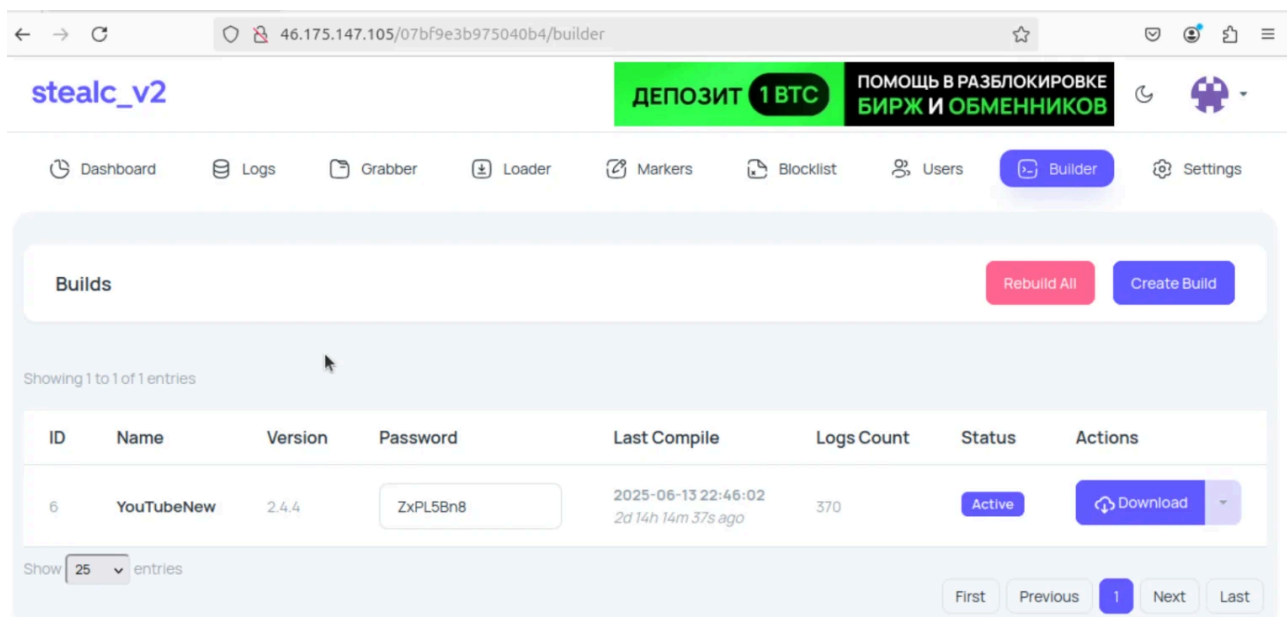 46.175.147.105/07bf9e3b975040b4/builder
stealc_v2
ДЕПОЗИТ 1 BTC
ПОМОЩЬ В РАЗБЛОКИРОВКЕ
БИРЖ И ОБМЕННИКОВ
Dashboard Logs Grabber Loader Markers Blocklist Users Builder Settings
Builds
Rebuild All Create Build
Showing 1 to 1 of 1 entries
ID Name Version Password Last Compile Logs Count Status Actions
6 YouTubeNew 2.4.4 ZxPL5Bn8 2025-06-13 22:46:02 370 Active Download
2d 14h 14m 37s ago
Show 25 entries
First Previous 1 Next Last